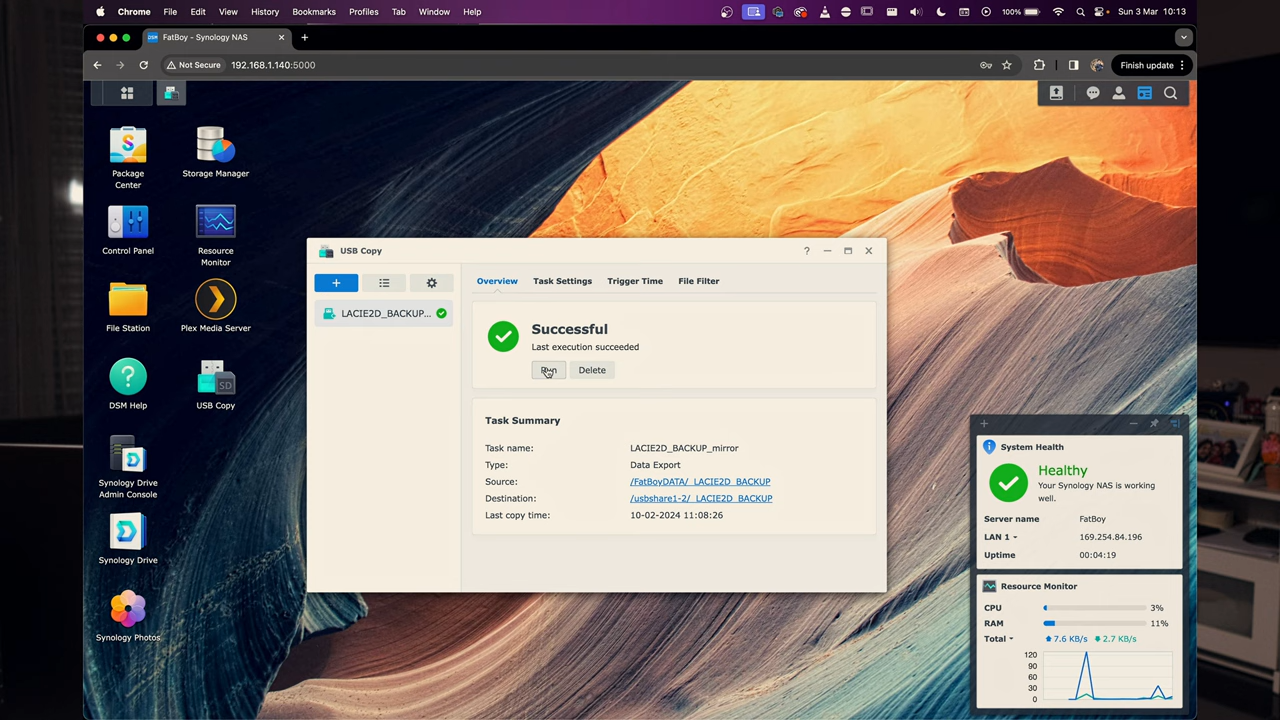 Chrome File Edit View History Bookmarks Profiles Tab Window Help 100% Sun 3 Mar 10:13
DSM FatBoy - Synology NAS
Not Secure 192.168.1.140:5000 Finish update
Package Center
Storage Manager
Control Panel
Resource Monitor
File Station
Plex Media Server
DSM Help
SD
USB Copy
Synology Drive Admin Console
Synology Drive
Synology Photos
USB Copy
LACIE2D_BACKUP...
Overview Task Settings Trigger Time File Filter
Successful
Last execution succeeded
Run Delete
Task Summary
Task name: LACIE2D_BACKUP_mirror
Type: Data Export
Source: /FatBoyDATA/_LACIE2D_BACKUP
Destination: /usbshare1-2/_LACIE2D_BACKUP
Last copy time: 10-02-2024 11:08:26
System Health
Healthy
Your Synology NAS is working well.
Server name FatBoy
LAN 1 169.254.84.196
Uptime 00:04:19
Resource Monitor
CPU 3%
RAM 11%
Total 7.6 KB/s 2.7 KB/s
120
90
60
30
0